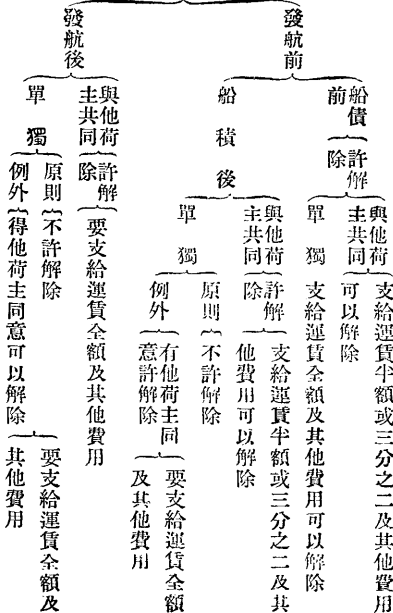 發航前
船債
前
許解
除
與他荷
主共同
支給運賃半額或三分之二及其他費用
可以解除
單獨
支給運賃全額及其他費用可以解除
船積後
與他荷
主共同
許解
除
支給運賃半額或三分之二及其
他費用可以解除
單獨
原則
不許解除
例外
有他荷主同
意許解除
要支給運賃全額
及其他費用
發航後
與他荷
主共同
許解
除
要支給運賃全額及其他費用
單獨
原則
不許解除
例外
得他荷主同意可以解除
要支給運賃全額及
其他費用